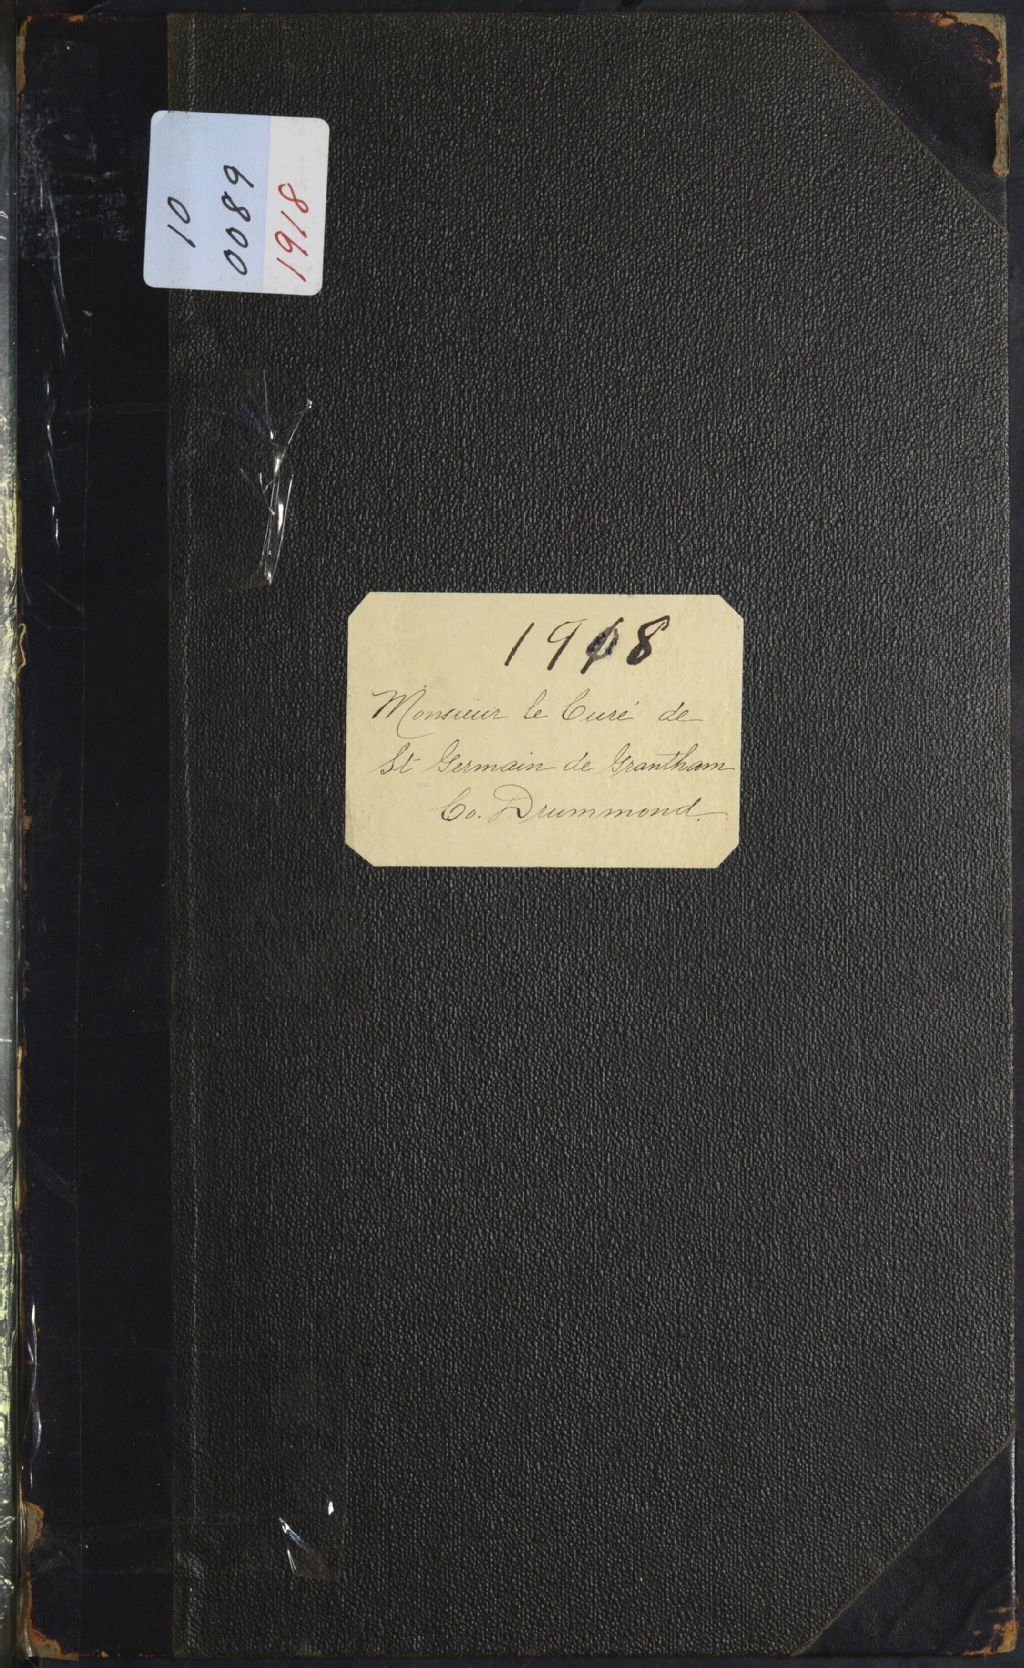 10
0089
1918
1918
Monsieur le Curé de
St Germain de Grantham
Co. Drummond.